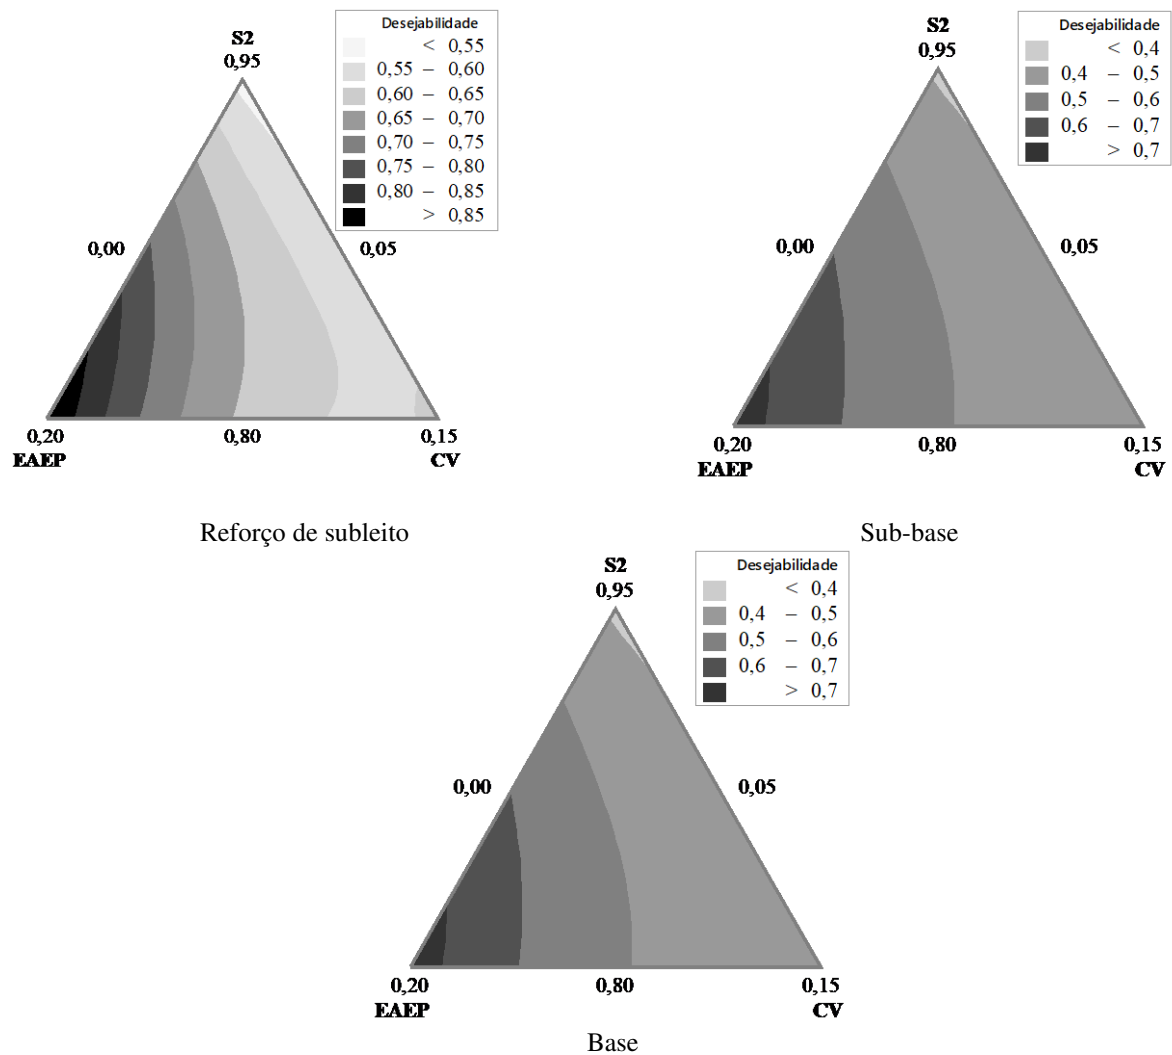 Desejabilidade
< 0,55
0,55 – 0,60
0,60 – 0,65
0,65 – 0,70
0,70 – 0,75
0,75 – 0,80
0,80 – 0,85
> 0,85
S2
0,95
0,00
0,05
0,20
0,80
0,15
EAEP
CV
Reforço de subleito
Desejabilidade
< 0,4
0,4 – 0,5
0,5 – 0,6
0,6 – 0,7
> 0,7
S2
0,95
0,00
0,05
0,20
0,80
0,15
EAEP
CV
Sub-base
Desejabilidade
< 0,4
0,4 – 0,5
0,5 – 0,6
0,6 – 0,7
> 0,7
S2
0,95
0,00
0,05
0,20
0,80
0,15
EAEP
CV
Base